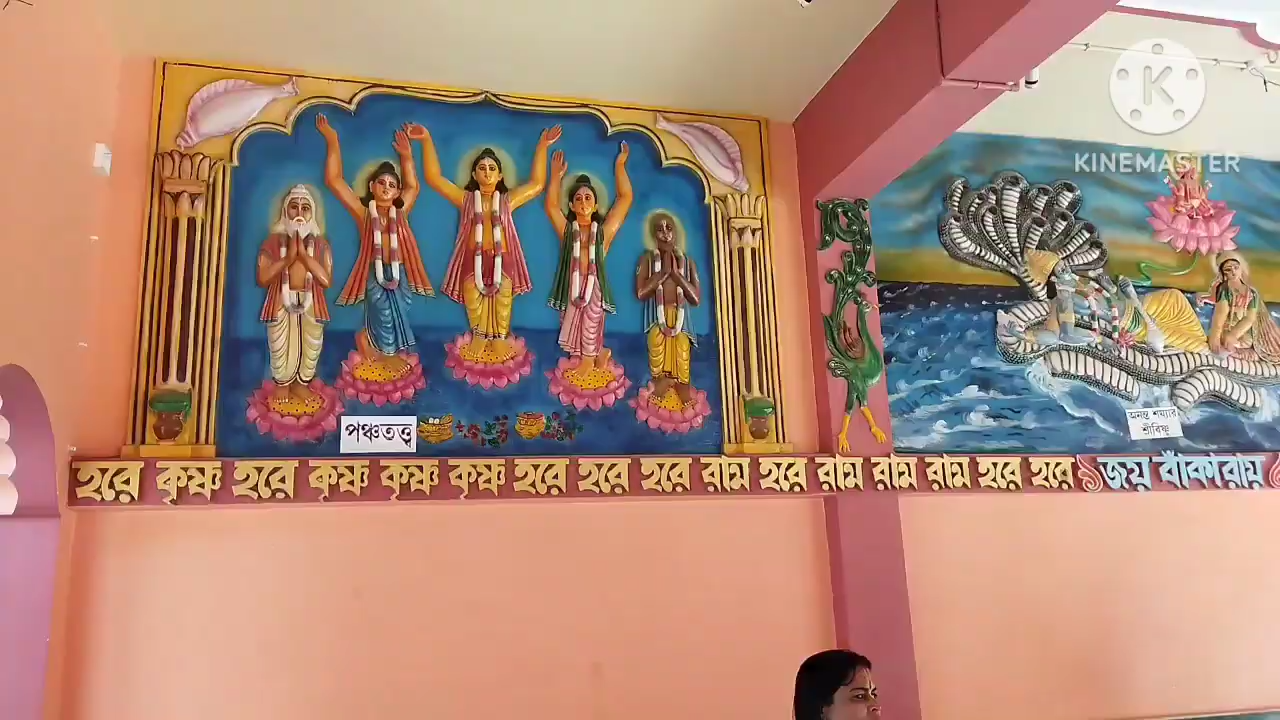 KINEMASTER
পঞ্চতত্ত্ব
অনন্ত শয্যায়
শ্রীবিষ্ণু
হরে কৃষ্ণ হরে কৃষ্ণ কৃষ্ণ কৃষ্ণ হরে হরে হরে রাম হরে রাম রাম রাম হরে হরে জয় বাঁকারায়